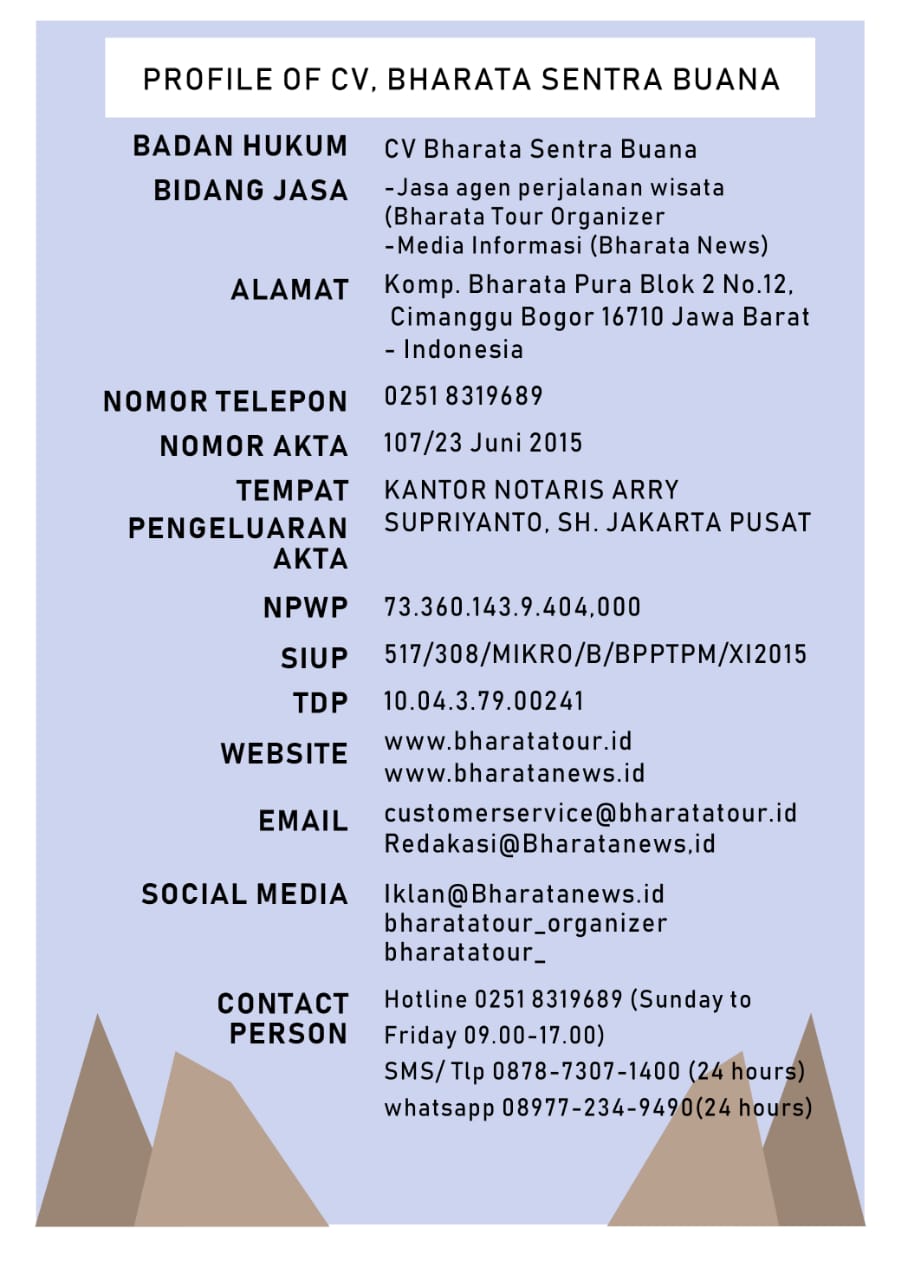 PROFILE OF CV, BHARATA SENTRA BUANA
BADAN HUKUM CV Bharata Sentra Buana
BIDANG JASA -Jasa agen perjalanan wisata
(Bharata Tour Organizer
-Media Informasi (Bharata News)
ALAMAT Komp. Bharata Pura Blok 2 No.12,
Cimanggu Bogor 16710 Jawa Barat
- Indonesia
NOMOR TELEPON 0251 8319689
NOMOR AKTA 107/23 Juni 2015
TEMPAT KANTOR NOTARIS ARRY
PENGELUARAN SUPRIYANTO, SH. JAKARTA PUSAT
AKTA
NPWP 73.360.143.9.404,000
SIUP 517/308/MIKRO/B/BPPTPM/XI2015
TDP 10.04.3.79.00241
WEBSITE www.bharatatour.id
www.bharatanews.id
EMAIL customerservice@bharatatour.id
Redakasi@Bharatanews,id
SOCIAL MEDIA Iklan@Bharatanews.id
bharatatour_organizer
bharatatour_
CONTACT Hotline 0251 8319689 (Sunday to
PERSON Friday 09.00-17.00)
SMS/ Tlp 0878-7307-1400 (24 hours)
whatsapp 08977-234-9490(24 hours)